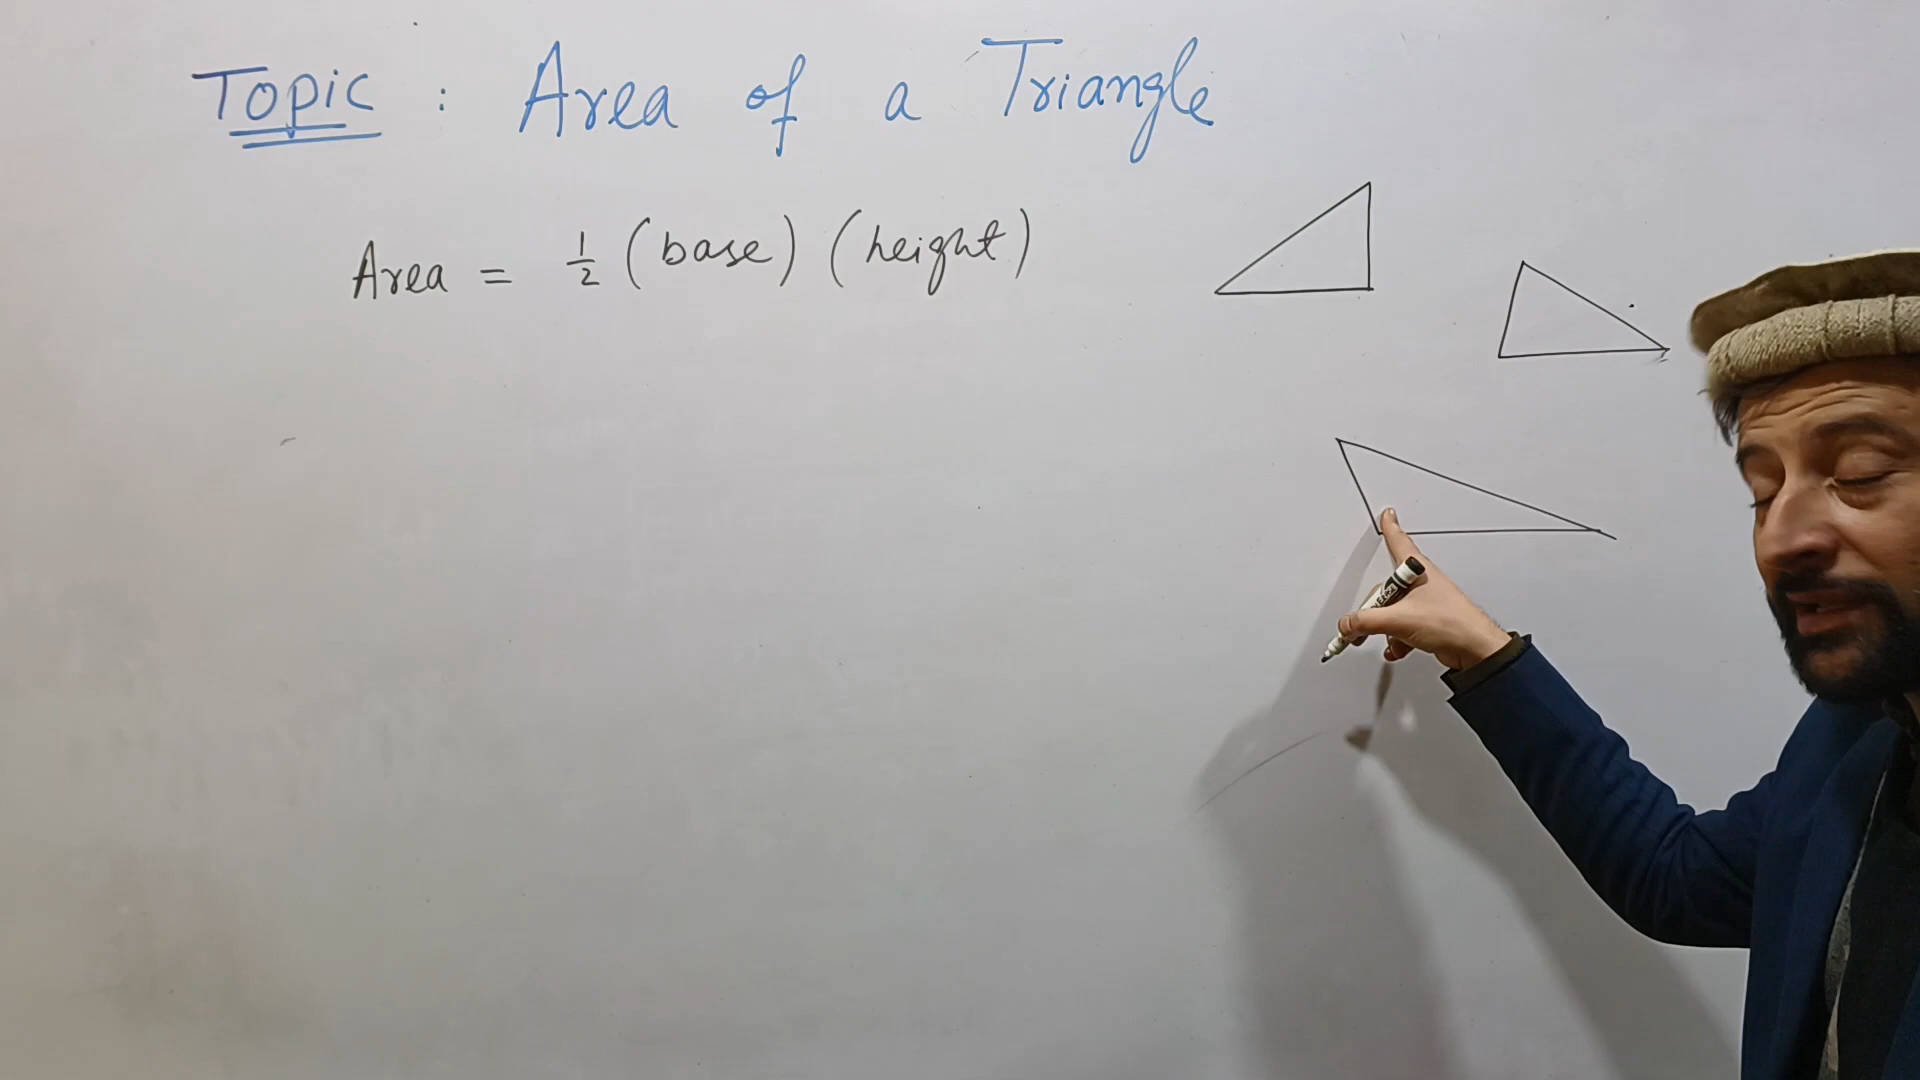 Topic : Area of a Triangle
Area = 1/2 (base) (height)